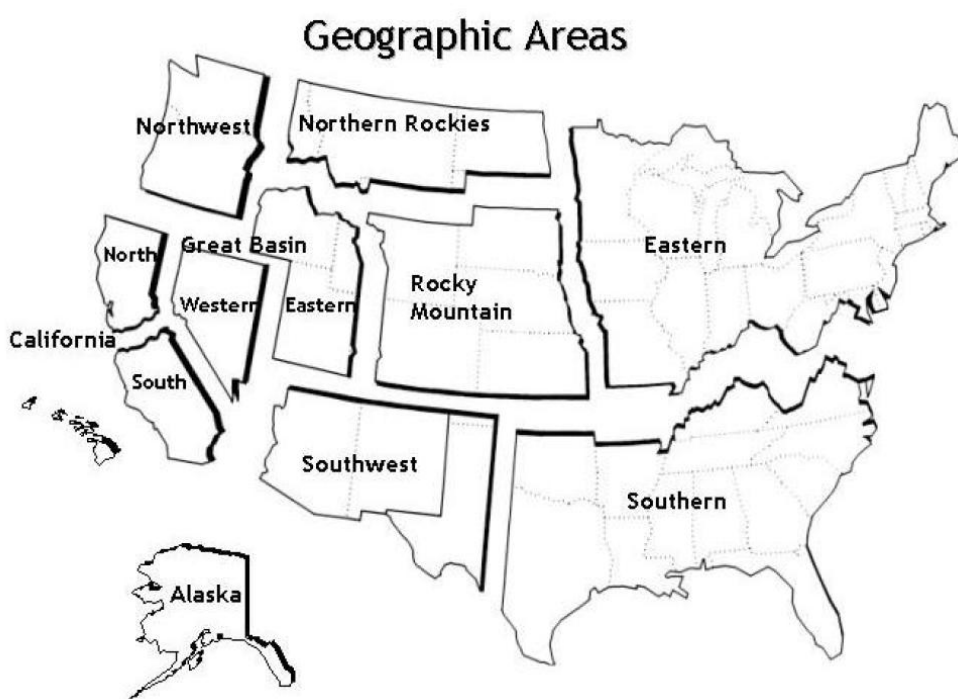 Geographic Areas
Northwest
Northern Rockies
North
Great Basin
Western
Eastern
Rocky
Mountain
Eastern
California
South
Southwest
Southern
Alaska